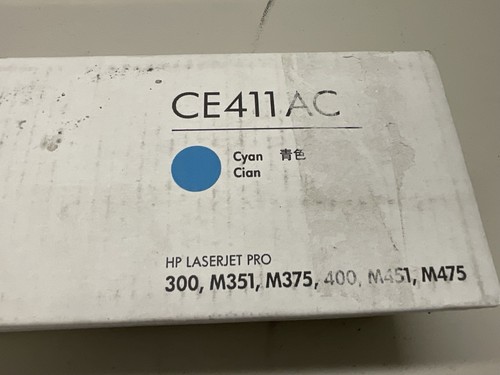 CE411AC
Cyan 青色
Cian
HP LASERJET PRO
300, M351, M375, 400, M451, M475